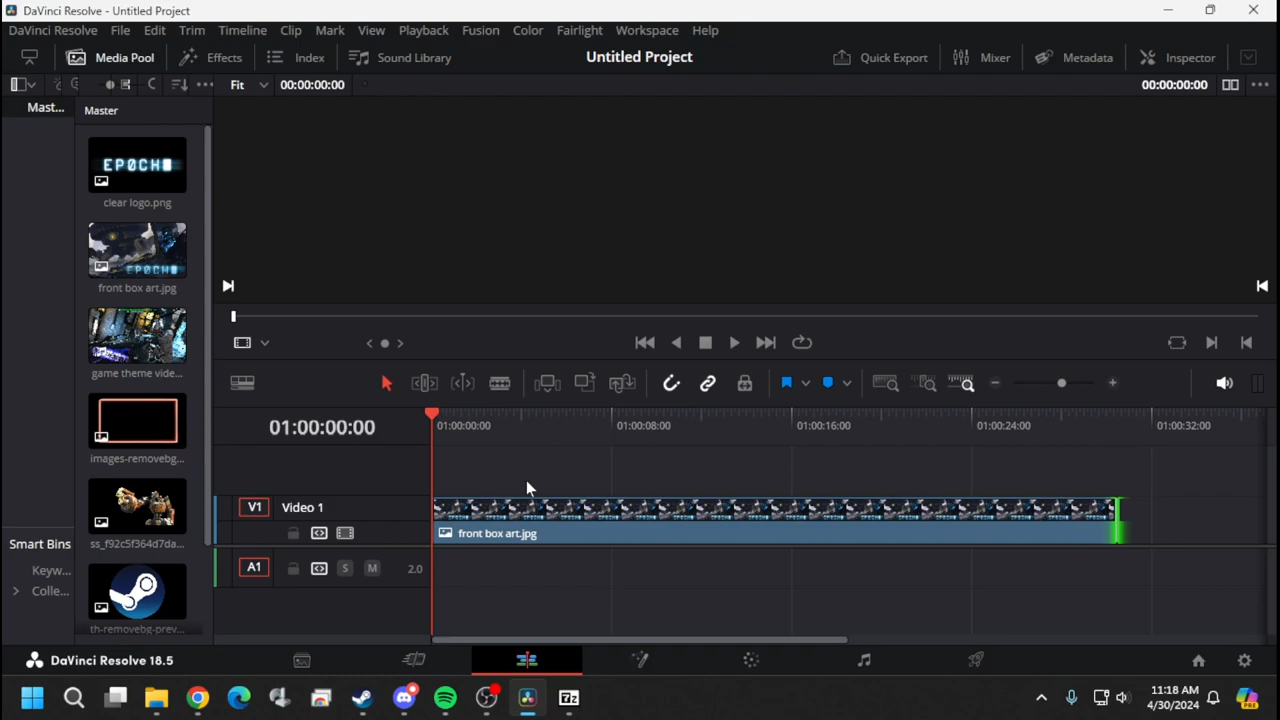 DaVinci Resolve - Untitled Project
DaVinci Resolve File Edit Trim Timeline Clip Mark View Playback Fusion Color Fairlight Workspace Help
Media Pool Effects Index Sound Library Untitled Project Quick Export Mixer Metadata Inspector
Fit 00:00:00:00 00:00:00:00
Mast... Master
EPOCH
clear logo.png
EPOCH
front box art.jpg
game theme vide...
images-removebg...
ss_f92c5f364d7da...
th-removebg-prev...
Smart Bins
Keyw...
Colle...
01:00:00:00 01:00:00:00 01:00:08:00 01:00:16:00 01:00:24:00 01:00:32:00
V1 Video 1
front box art.jpg
A1 S M 2.0
DaVinci Resolve 18.5
7z
11:18 AM
4/30/2024
PRE